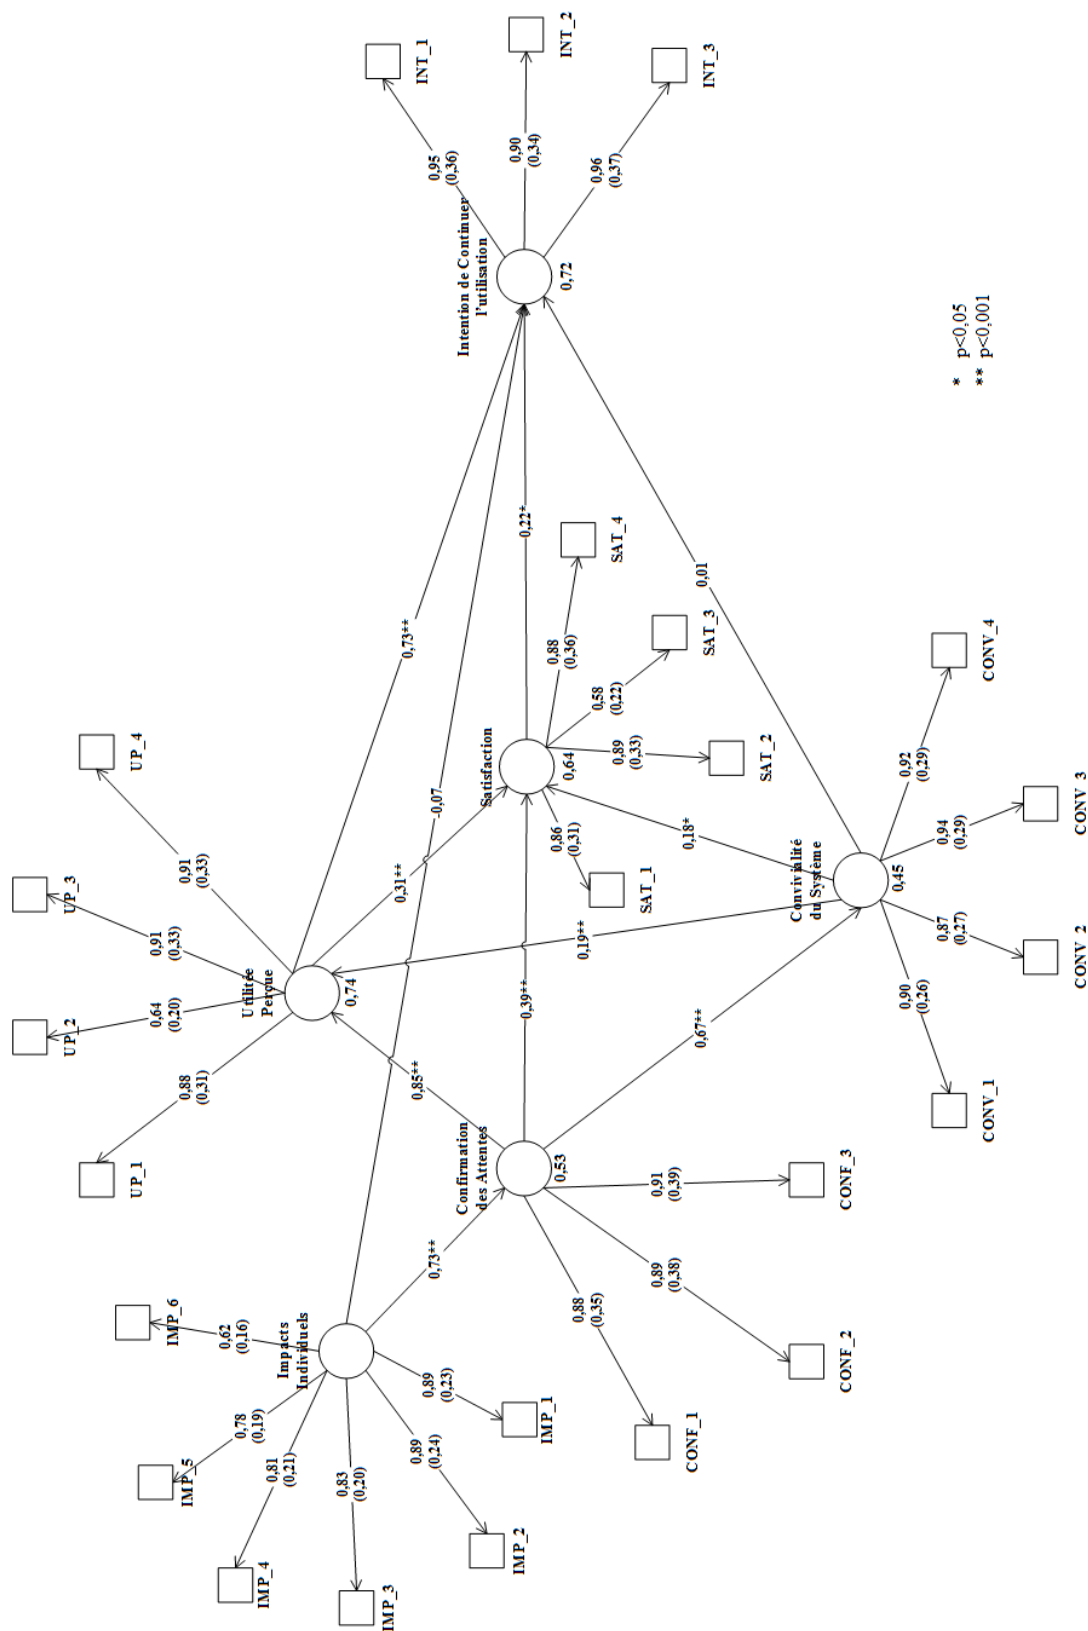 UP_1
0,88
(0,31)
UP_2
0,64
(0,20)
UP_3
0,91
(0,33)
UP_4
0,91
(0,33)
Utilitée
Perçue
0,74
IMP_6
0,62
(0,16)
IMP_5
0,78
(0,19)
IMP_4
0,81
(0,21)
IMP_3
0,83
(0,20)
IMP_2
0,89
(0,24)
IMP_1
0,89
(0,23)
Impacts
Individuels
0,73**
-0,07
0,73**
0,31**
0,85**
0,19**
Confirmation
des Attentes
0,53
0,39**
0,67**
CONF_1
0,88
(0,35)
CONF_2
0,89
(0,38)
CONF_3
0,91
(0,39)
Satisfaction
0,64
0,22*
0,18*
SAT_1
0,86
(0,31)
SAT_2
0,89
(0,33)
SAT_3
0,58
(0,22)
SAT_4
0,88
(0,36)
Convivialité
du Système
0,45
0,01
CONV_1
0,90
(0,26)
CONV_2
0,87
(0,27)
CONV_3
0,94
(0,29)
CONV_4
0,92
(0,29)
Intention de Continuer
l'utilisation
0,72
INT_1
0,95
(0,36)
INT_2
0,90
(0,34)
INT_3
0,96
(0,37)
* p<0,05
** p<0,001